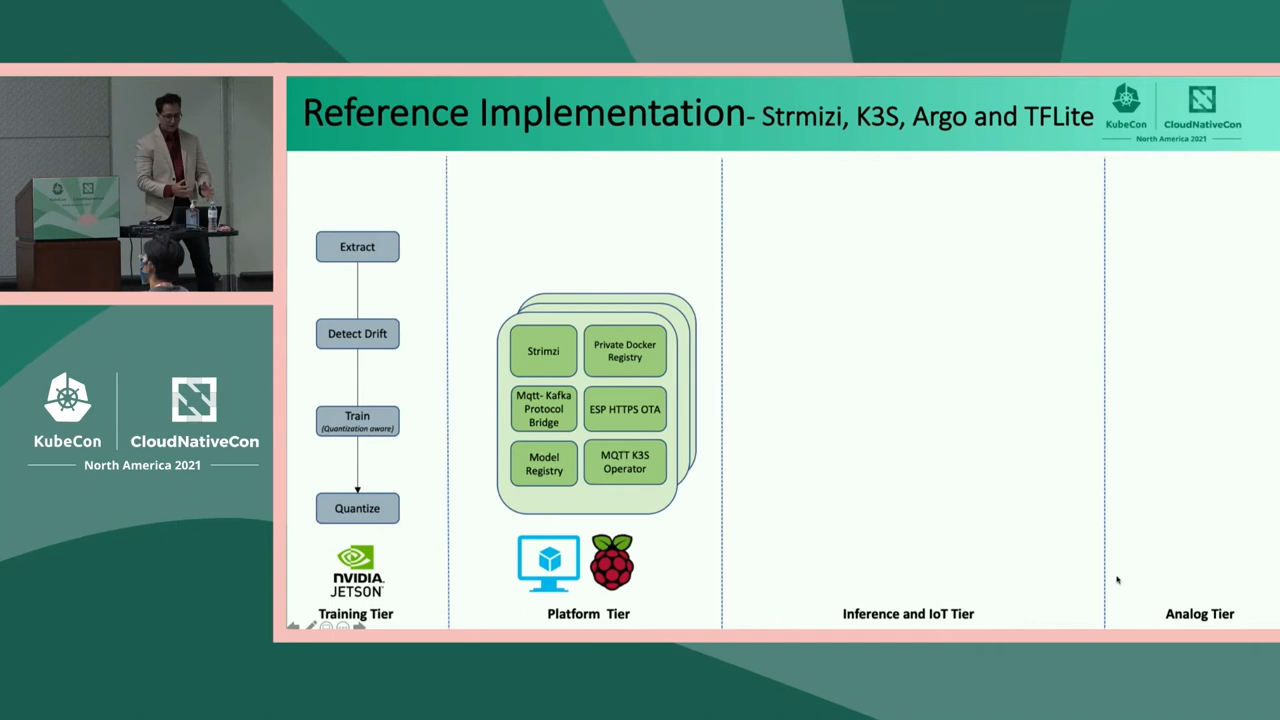 Reference Implementation- Strmizi, K3S, Argo and TFLite
KubeCon
CloudNativeCon
North America 2021
Extract
Detect Drift
Train
(Quantization aware)
Quantize
NVIDIA.
JETSON
Training Tier
Strimzi
Private Docker
Registry
Mqtt- Kafka
Protocol
Bridge
ESP HTTPS OTA
Model
Registry
MQTT K3S
Operator
Platform Tier
Inference and IoT Tier
Analog Tier
KubeCon
CloudNativeCon
North America 2021